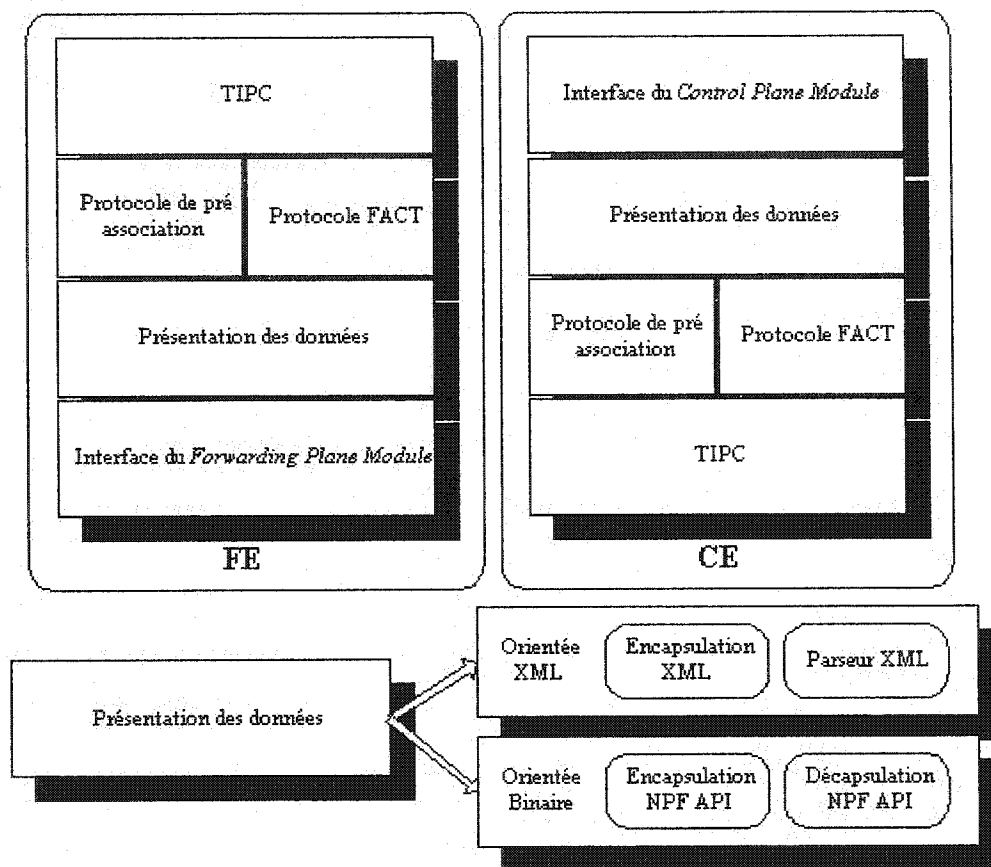 TIPC
Protocole de pré
association
Protocole FACT
Présentation des données
Interface du Forwarding Plane Module
FE
Interface du Control Plane Module
Présentation des données
Protocole de pré
association
Protocole FACT
TIPC
CE
Présentation des données
Orientée
XML
Encapsulation
XML
Parseur XML
Orientée
Binaire
Encapsulation
NPF API
Décapsulation
NPF API